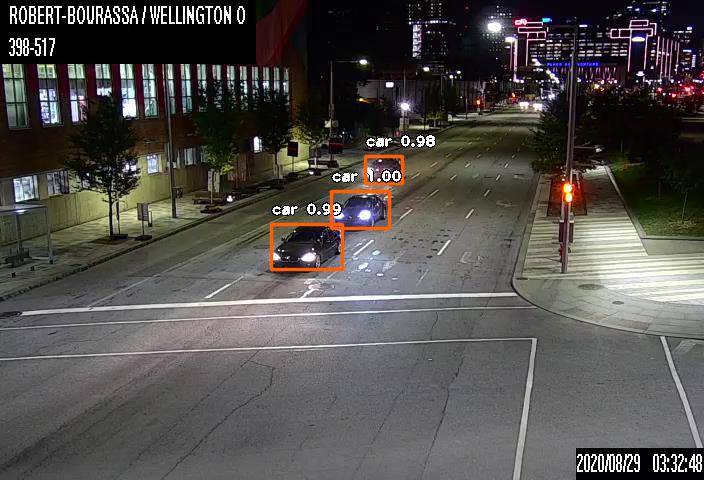 ROBERT-BOURASSA / WELLINGTON O
398-517
car 0.98
car 1.00
car 0.99
2020/08/29 03:32:48